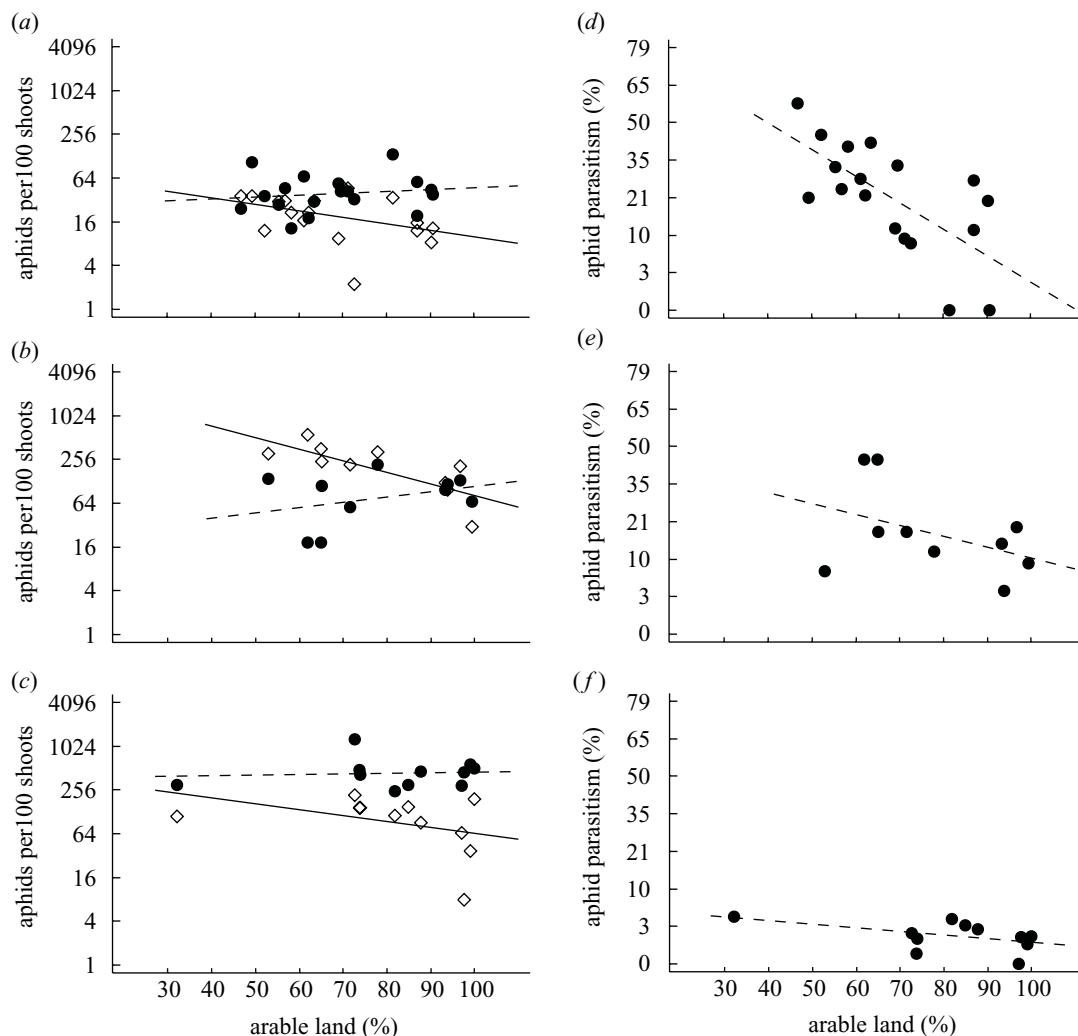 (a)
4096
1024
256
64
16
4
1
aphids per100 shoots
(d)
79
65
50
35
21
10
3
0
aphid parasitism (%)
(b)
4096
1024
256
64
16
4
1
aphids per100 shoots
(e)
79
65
50
35
21
10
3
0
aphid parasitism (%)
(c)
4096
1024
256
64
16
4
1
aphids per100 shoots
30 40 50 60 70 80 90 100
arable land (%)
(f)
79
65
50
35
21
10
3
0
aphid parasitism (%)
30 40 50 60 70 80 90 100
arable land (%)